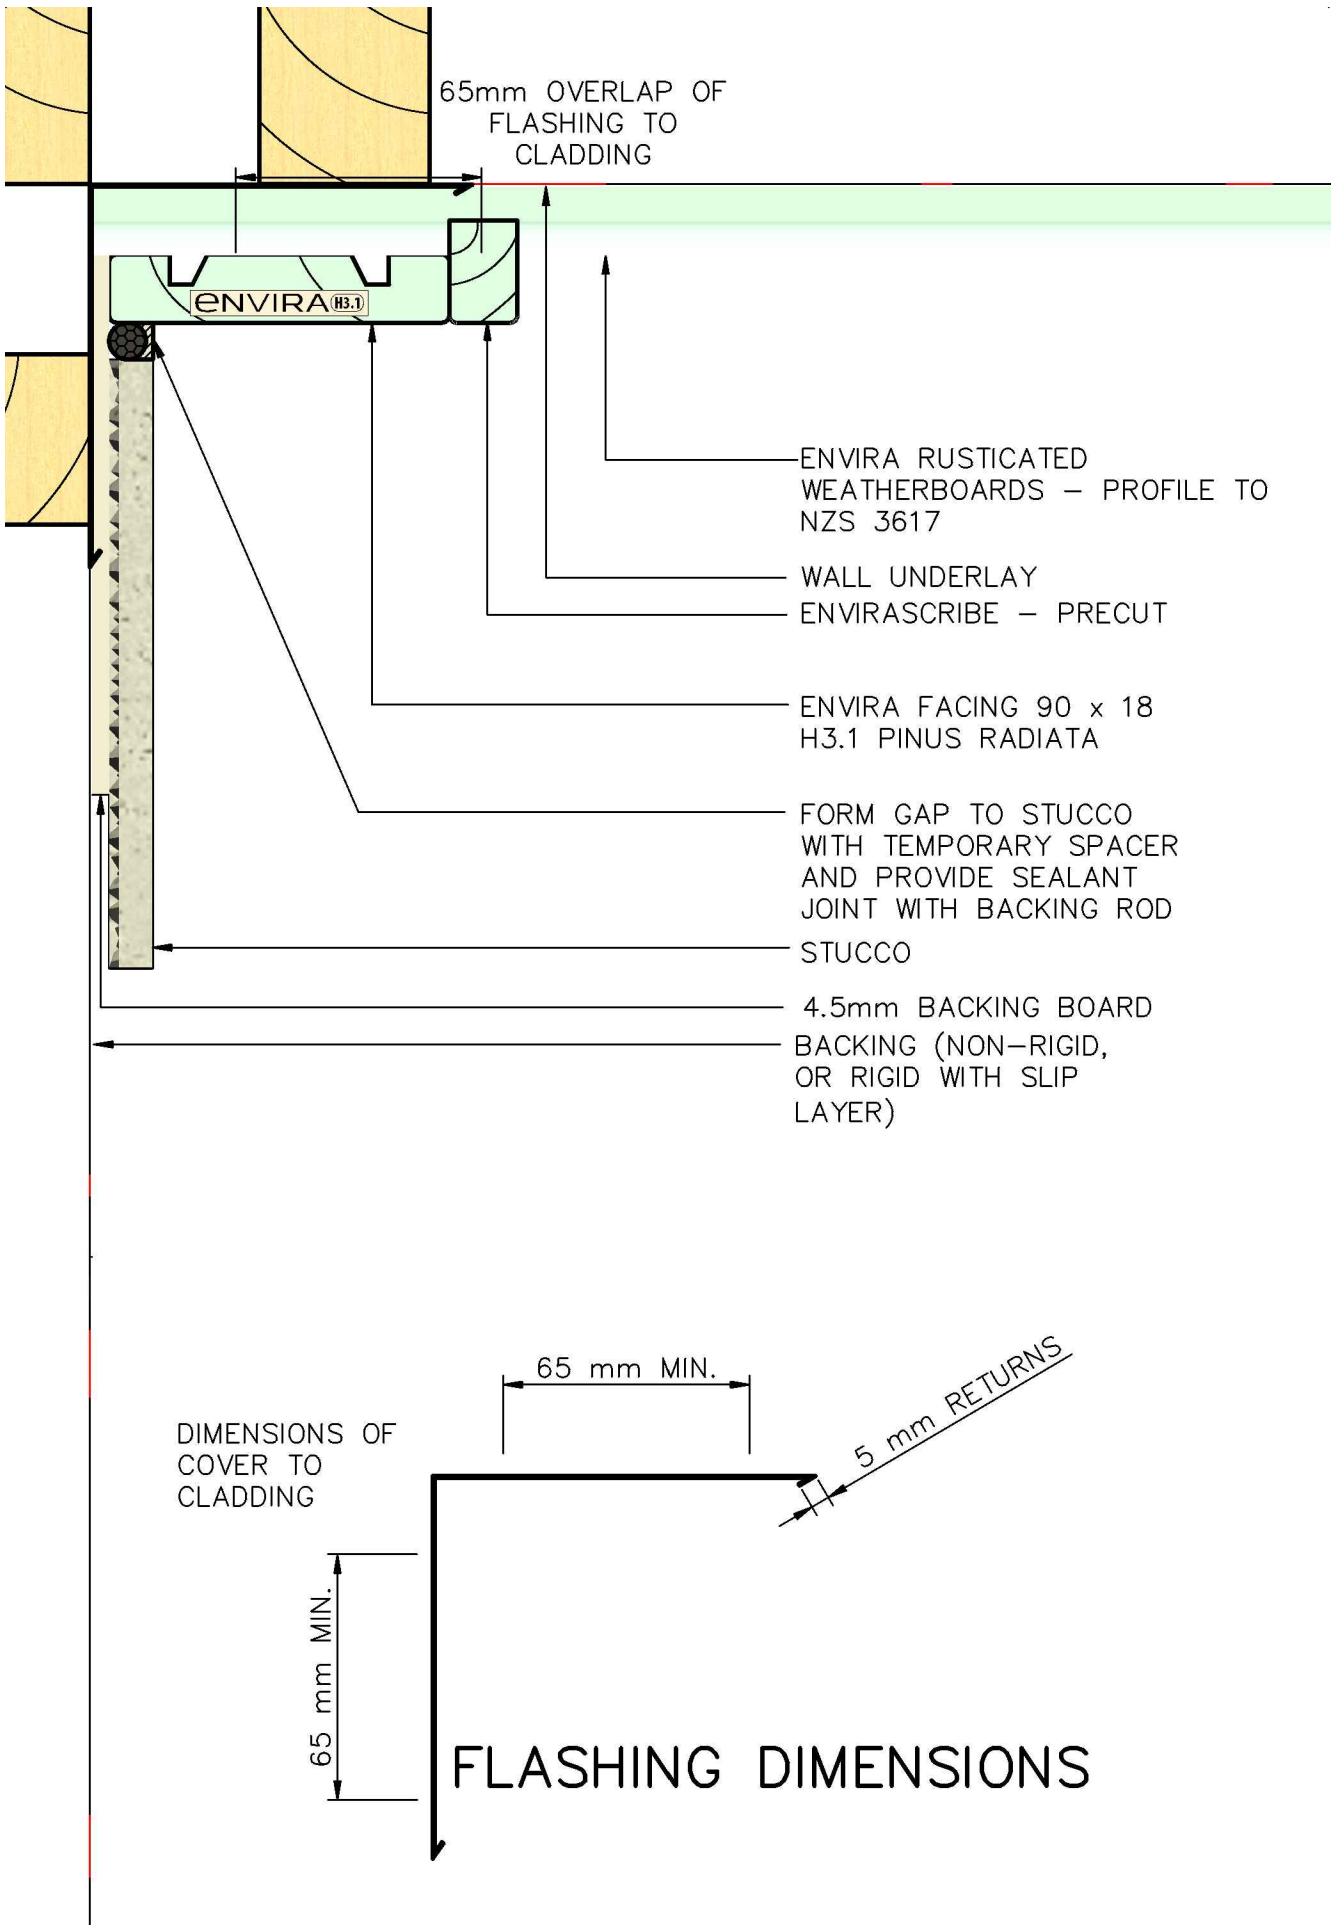 65mm OVERLAP OF
FLASHING TO
CLADDING
eNVIRA H3.1
ENVIRA RUSTICATED
WEATHERBOARDS – PROFILE TO
NZS 3617
WALL UNDERLAY
ENVIRASCRIBE – PRECUT
ENVIRA FACING 90 x 18
H3.1 PINUS RADIATA
FORM GAP TO STUCCO
WITH TEMPORARY SPACER
AND PROVIDE SEALANT
JOINT WITH BACKING ROD
STUCCO
4.5mm BACKING BOARD
BACKING (NON–RIGID,
OR RIGID WITH SLIP
LAYER)
65 mm MIN.
5 mm RETURNS
DIMENSIONS OF
COVER TO
CLADDING
65 mm MIN.
FLASHING DIMENSIONS